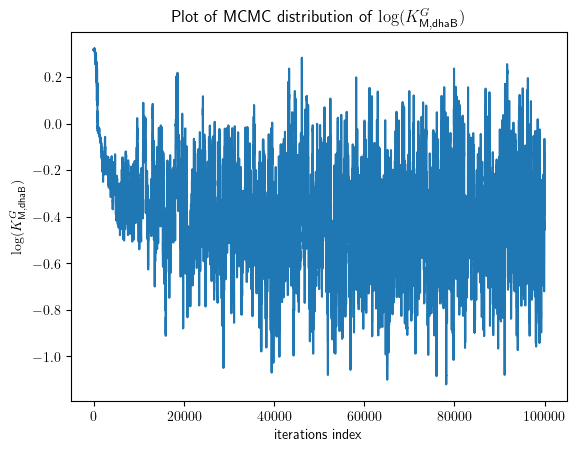 Plot of MCMC distribution of log(K^G_M,dhaB)
log(K^G_M,dhaB)
0.2
0.0
−0.2
−0.4
−0.6
−0.8
−1.0
0 20000 40000 60000 80000 100000
iterations index